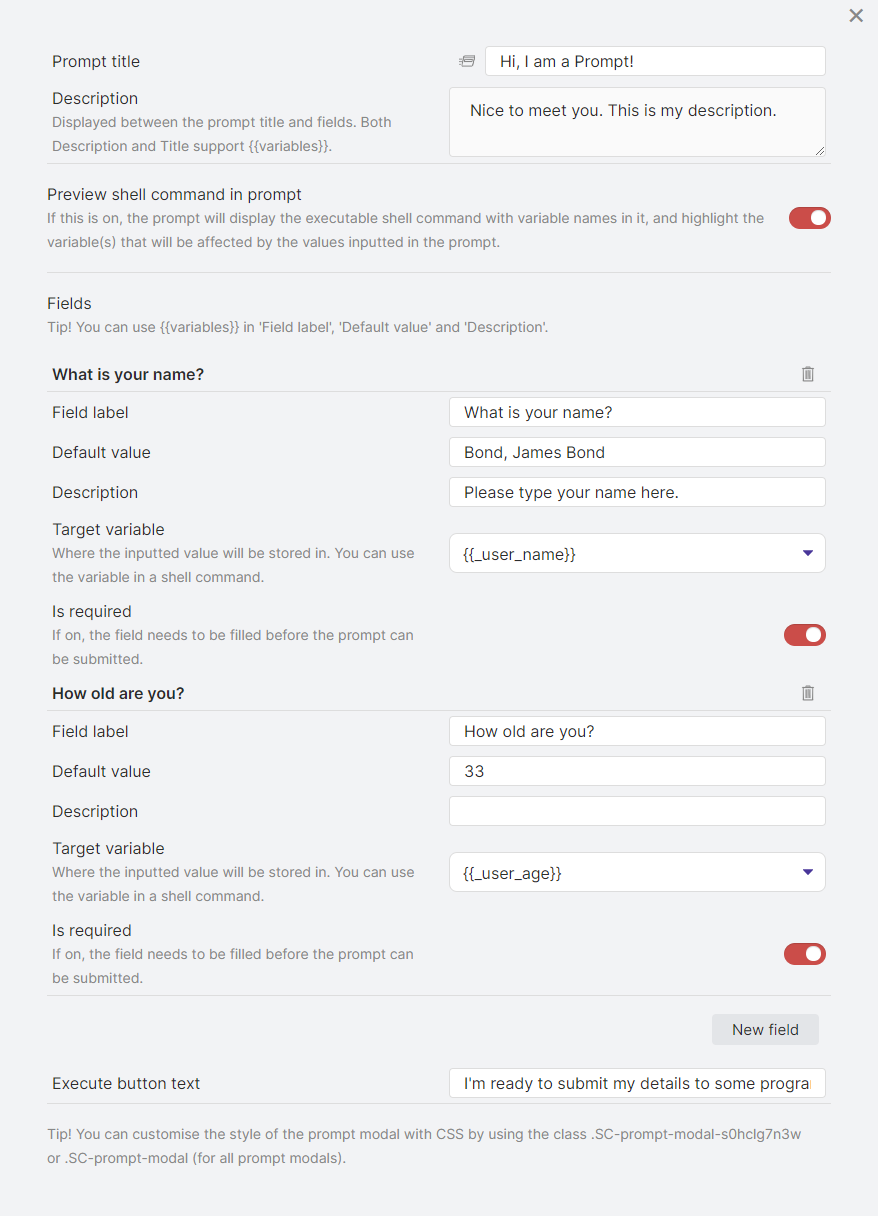 Prompt title
Hi, I am a Prompt!
Description
Displayed between the prompt title and fields. Both
Description and Title support {{variables}}.
Nice to meet you. This is my description.
Preview shell command in prompt
If this is on, the prompt will display the executable shell command with variable names in it, and highlight the
variable(s) that will be affected by the values inputted in the prompt.
Fields
Tip! You can use {{variables}} in 'Field label', 'Default value' and 'Description'.
What is your name?
Field label
What is your name?
Default value
Bond, James Bond
Description
Please type your name here.
Target variable
Where the inputted value will be stored in. You can use
the variable in a shell command.
{{_user_name}}
Is required
If on, the field needs to be filled before the prompt can
be submitted.
How old are you?
Field label
How old are you?
Default value
33
Description
Target variable
Where the inputted value will be stored in. You can use
the variable in a shell command.
{{_user_age}}
Is required
If on, the field needs to be filled before the prompt can
be submitted.
New field
Execute button text
I'm ready to submit my details to some progra
Tip! You can customise the style of the prompt modal with CSS by using the class .SC-prompt-modal-s0hclg7n3w
or .SC-prompt-modal (for all prompt modals).